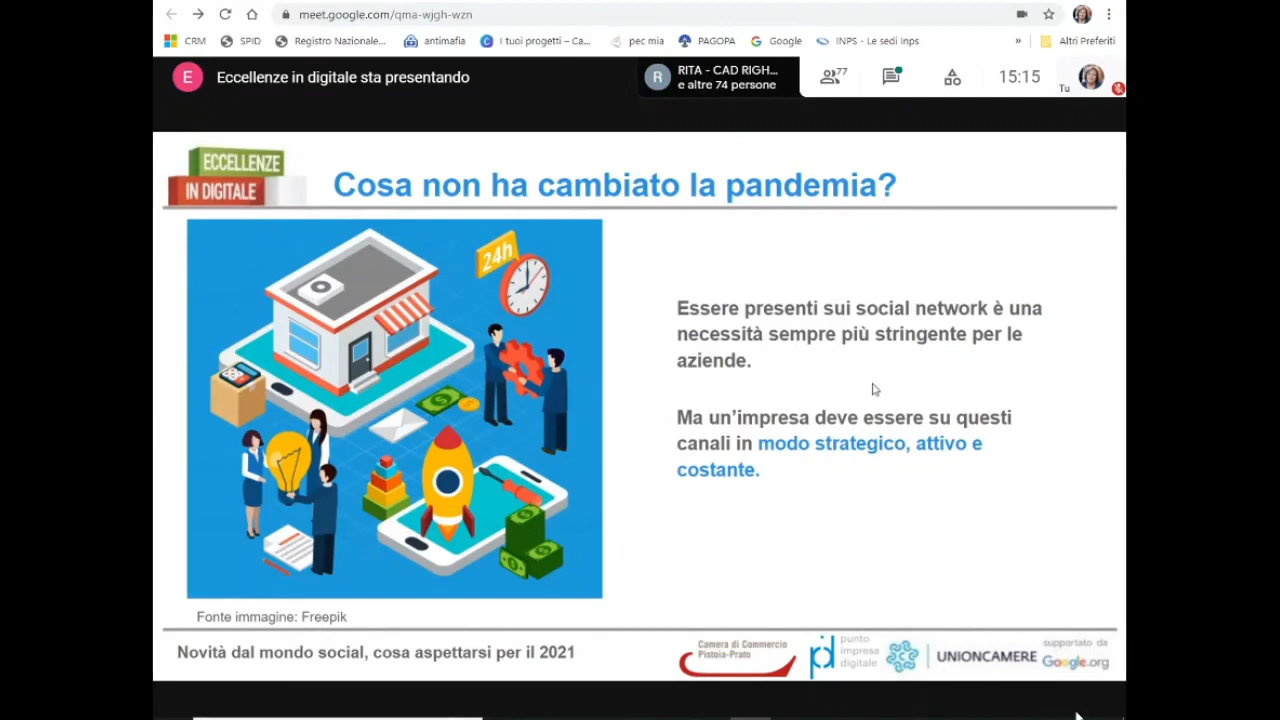 meet.google.com/qma-wjgh-wzn
CRM SPID Registro Nazionale... antimafia I tuoi progetti – Ca... pec mia PAGOPA Google INPS - Le sedi Inps » Altri Preferiti
E Eccellenze in digitale sta presentando
R RITA - CAD RIGH...
e altre 74 persone
77
15:15
Tu
ECCELLENZE
IN DIGITALE
Cosa non ha cambiato la pandemia?
24h
Essere presenti sui social network è una
necessità sempre più stringente per le
aziende.
Ma un'impresa deve essere su questi
canali in modo strategico, attivo e
costante.
Fonte immagine: Freepik
Novità dal mondo social, cosa aspettarsi per il 2021
Camera di Commercio
Pistoia-Prato
pid
punto
impresa
digitale
UNIONCAMERE
supportato da
Google.org